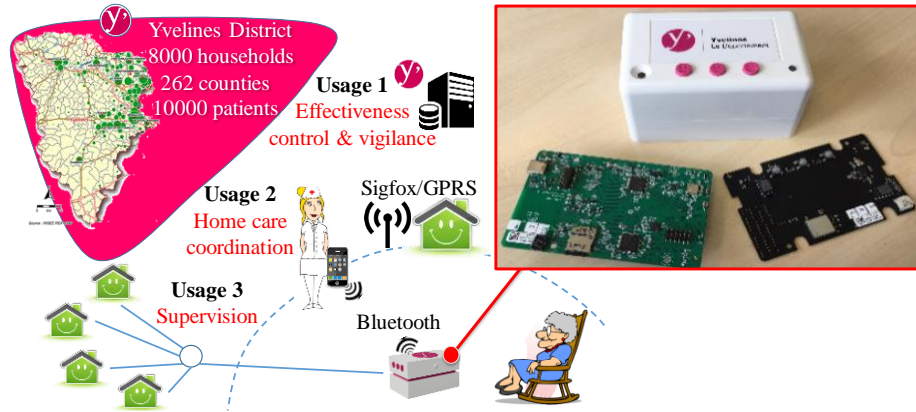 y'
Yvelines District
8000 households
262 counties
10000 patients
Usage 1
y'
Effectiveness
control & vigilance
Usage 2
Home care
coordination
Sigfox/GPRS
Usage 3
Supervision
Bluetooth
Yvelines
Le Département